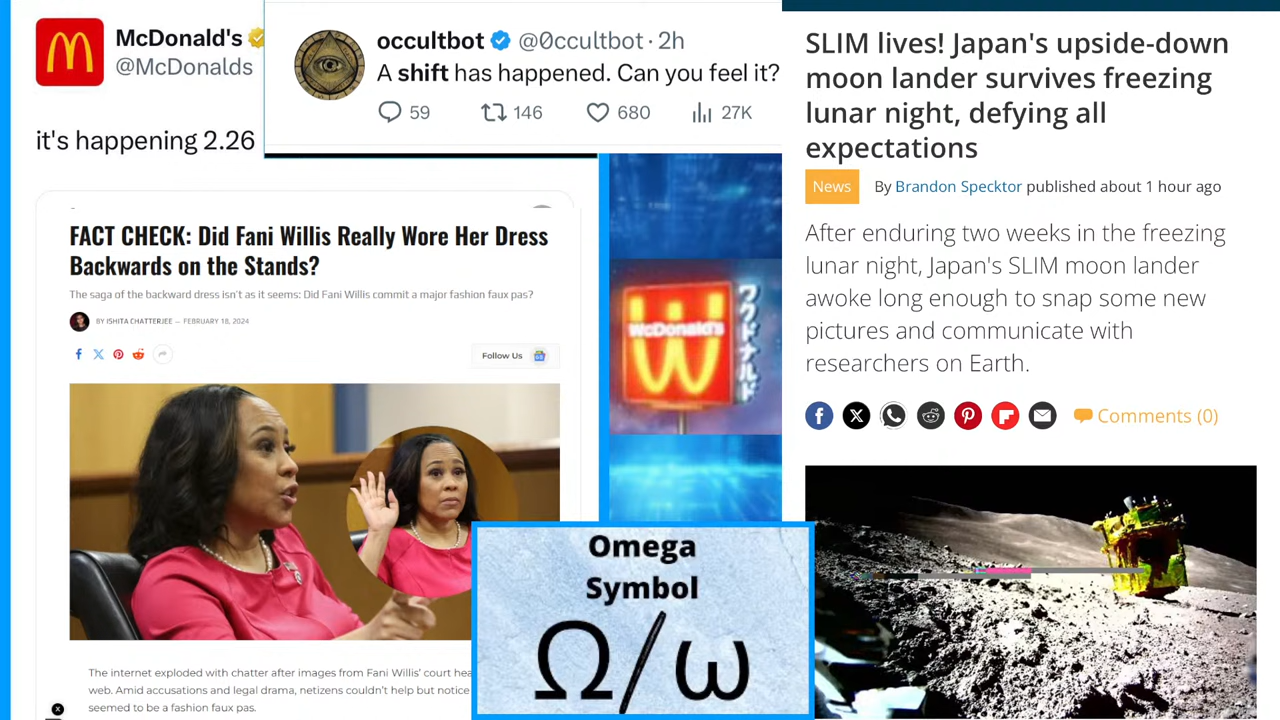 McDonald's
@McDonalds
it's happening 2.26
occultbot @0ccultbot · 2h
A shift has happened. Can you feel it?
59 146 680 27K
FACT CHECK: Did Fani Willis Really Wore Her Dress
Backwards on the Stands?
The saga of the backward dress isn't as it seems: Did Fani Willis commit a major fashion faux pas?
BY ISHITA CHATTERJEE — FEBRUARY 18, 2024
Follow Us
The internet exploded with chatter after images from Fani Willis' court hea
web. Amid accusations and legal drama, netizens couldn't help but notice
seemed to be a fashion faux pas.
WcDonald's
ワクドナルド
Omega
Symbol
Ω/ω
SLIM lives! Japan's upside-down
moon lander survives freezing
lunar night, defying all
expectations
News By Brandon Specktor published about 1 hour ago
After enduring two weeks in the freezing
lunar night, Japan's SLIM moon lander
awoke long enough to snap some new
pictures and communicate with
researchers on Earth.
Comments (0)